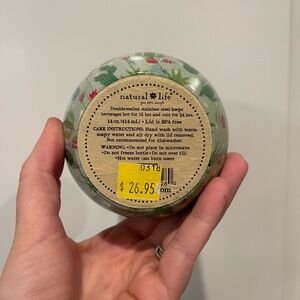 natural life
Double-walled stainless steel keeps
beverages hot for 12 hrs and cold for 24 hrs
14 oz. (414 mL) • Lid is BPA free
CARE INSTRUCTIONS: Hand wash with warm
soapy water and air dry with lid removed.
Not recommended for dishwasher
WARNING: • Do not place in microwave
• Do not freeze bottle • Do not over fill
• Hot water can burn users
0318
$ 26.95
om